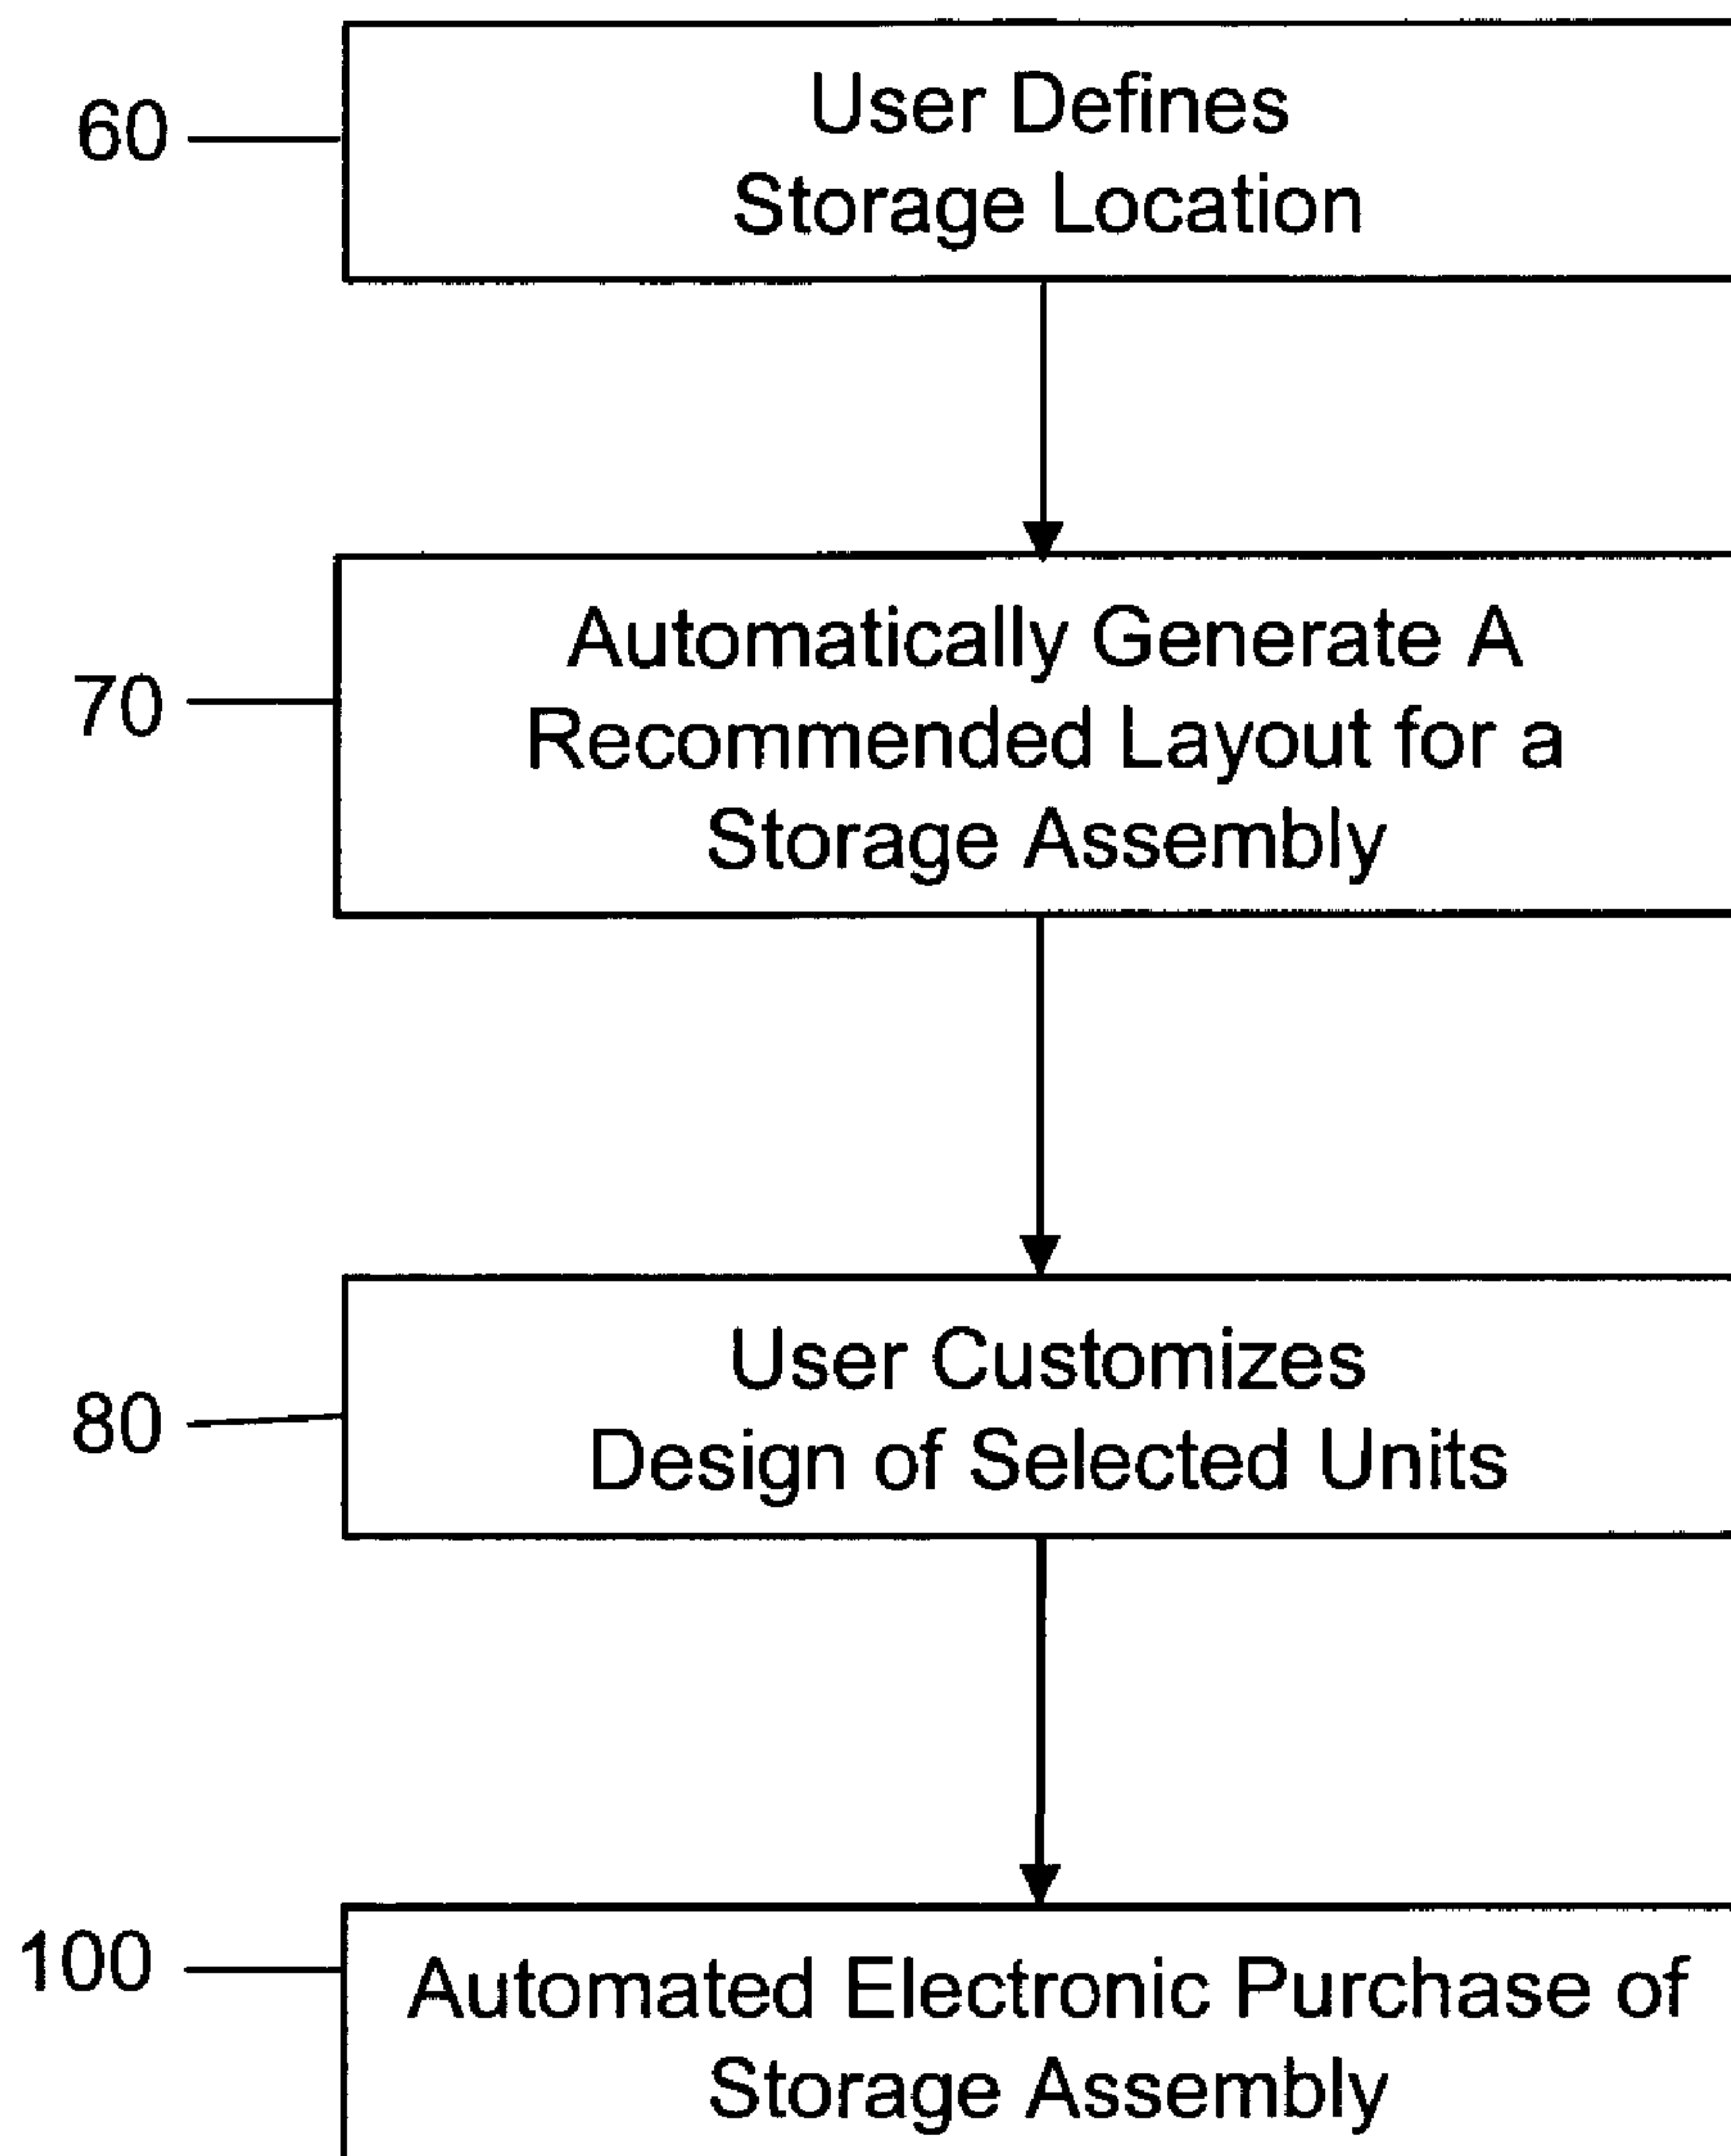 60
User Defines
Storage Location
70
Automatically Generate A
Recommended Layout for a
Storage Assembly
80
User Customizes
Design of Selected Units
100
Automated Electronic Purchase of
Storage Assembly